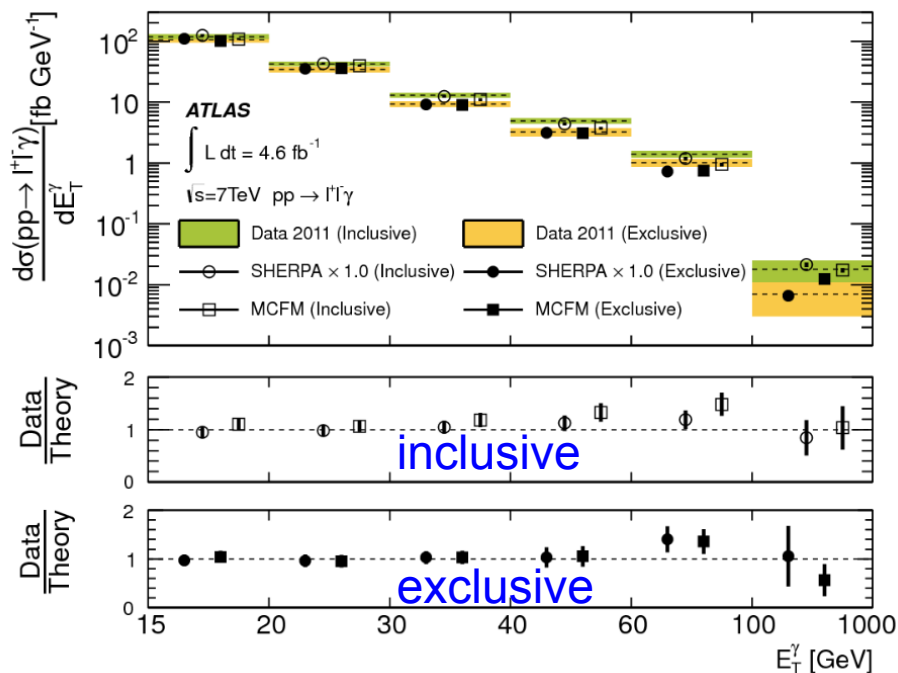 dσ(pp→ l⁺l⁻γ)
dE_T^γ
[fb GeV⁻¹]
10²
10
1
10⁻¹
10⁻²
10⁻³
ATLAS
∫ L dt = 4.6 fb⁻¹
√s=7TeV pp → l⁺l⁻γ
Data 2011 (Inclusive) Data 2011 (Exclusive)
SHERPA × 1.0 (Inclusive) SHERPA × 1.0 (Exclusive)
MCFM (Inclusive) MCFM (Exclusive)
Data
Theory
2
1
0
inclusive
Data
Theory
2
1
0
exclusive
15 20 30 40 60 100 1000
E_T^γ [GeV]